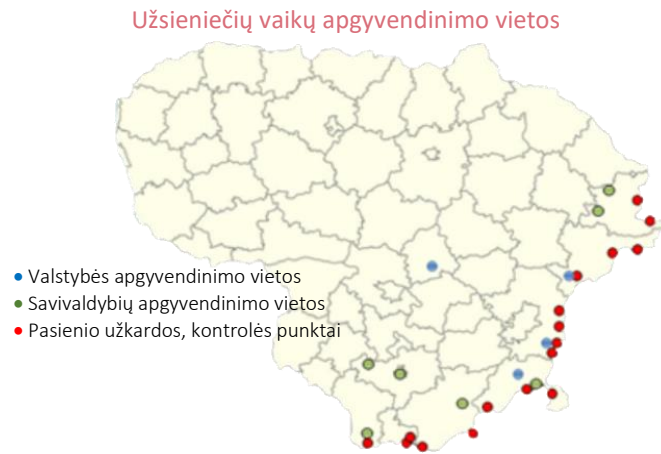 Užsieniečių vaikų apgyvendinimo vietos
Valstybės apgyvendinimo vietos
Savivaldybių apgyvendinimo vietos
Pasienio užkardos, kontrolės punktai